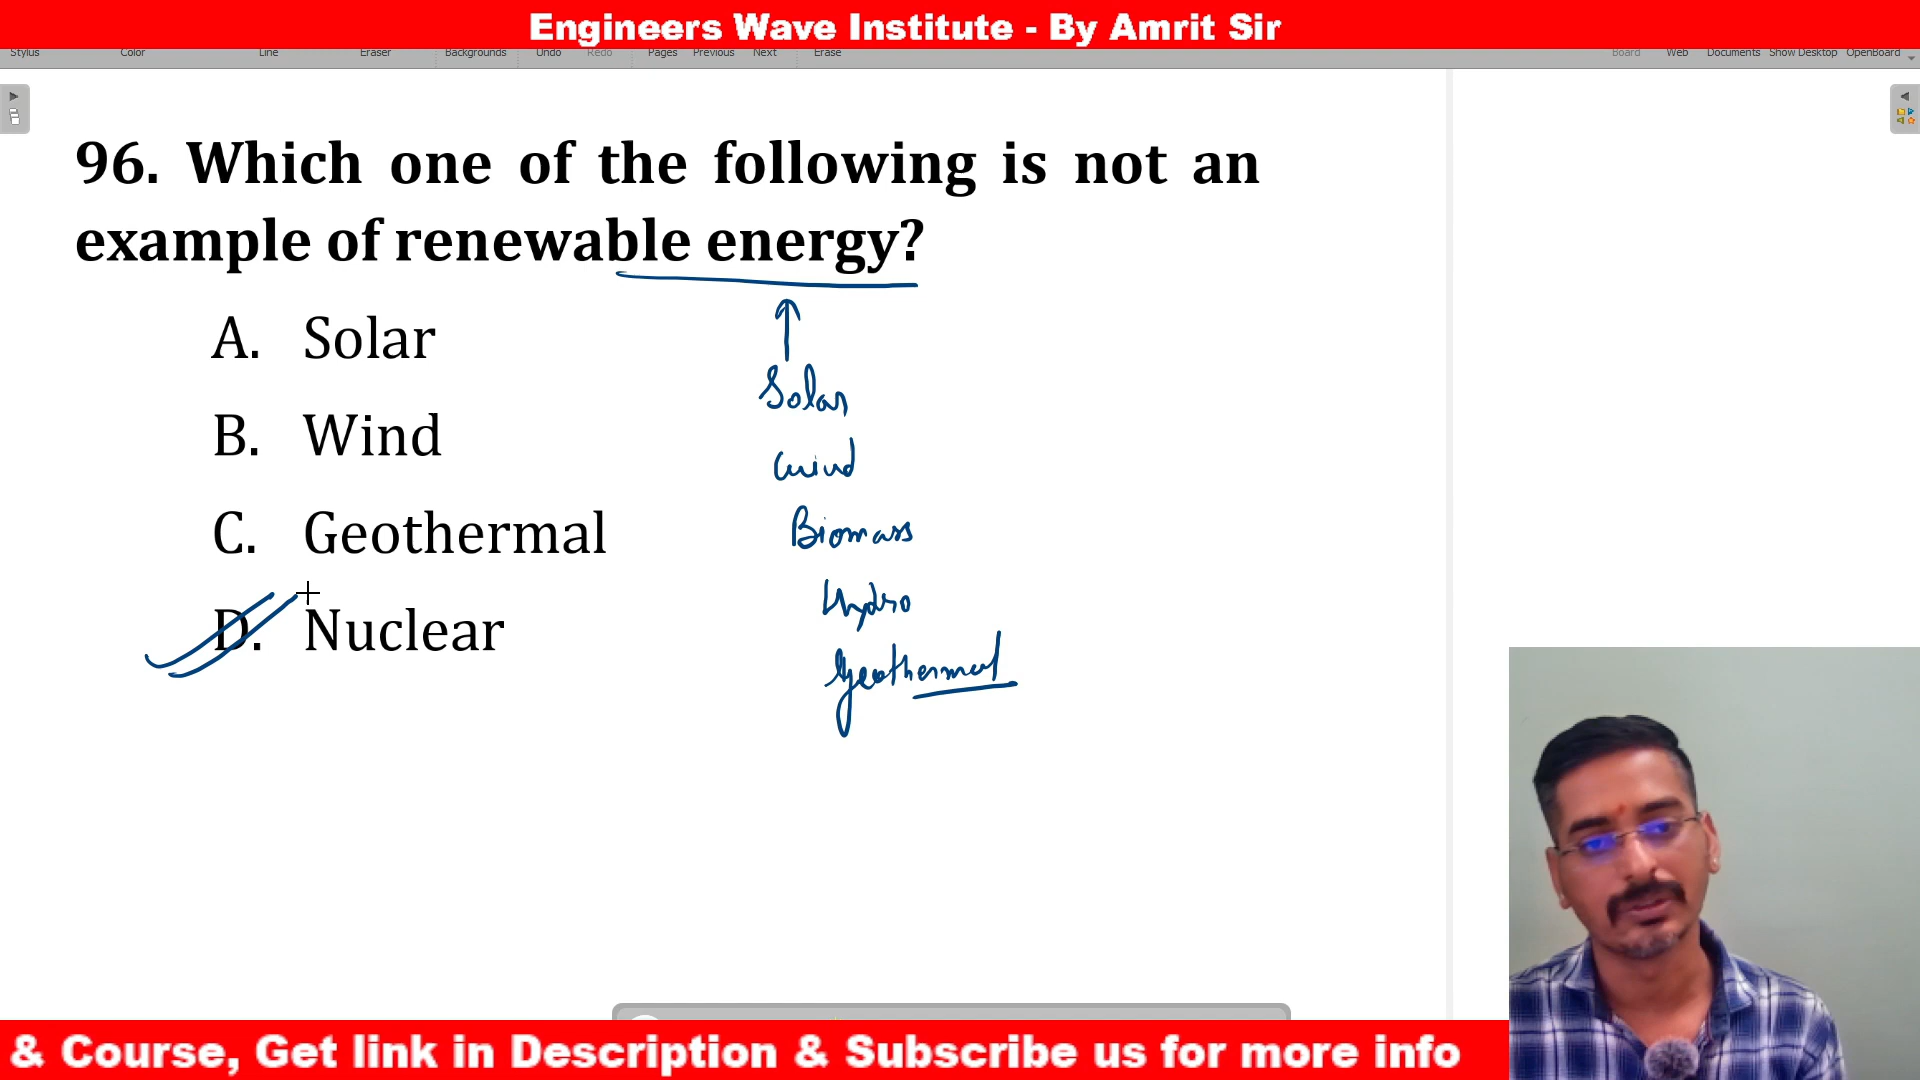 Engineers Wave Institute - By Amrit Sir
Stylus Color Line Eraser Backgrounds Undo Redo Pages Previous Next Erase Board Web Documents Show Desktop OpenBoard
96. Which one of the following is not an
example of renewable energy?
A. Solar
B. Wind
C. Geothermal
D. Nuclear
Solar
Wind
Biomass
Hydro
Geothermal
& Course, Get link in Description & Subscribe us for more info